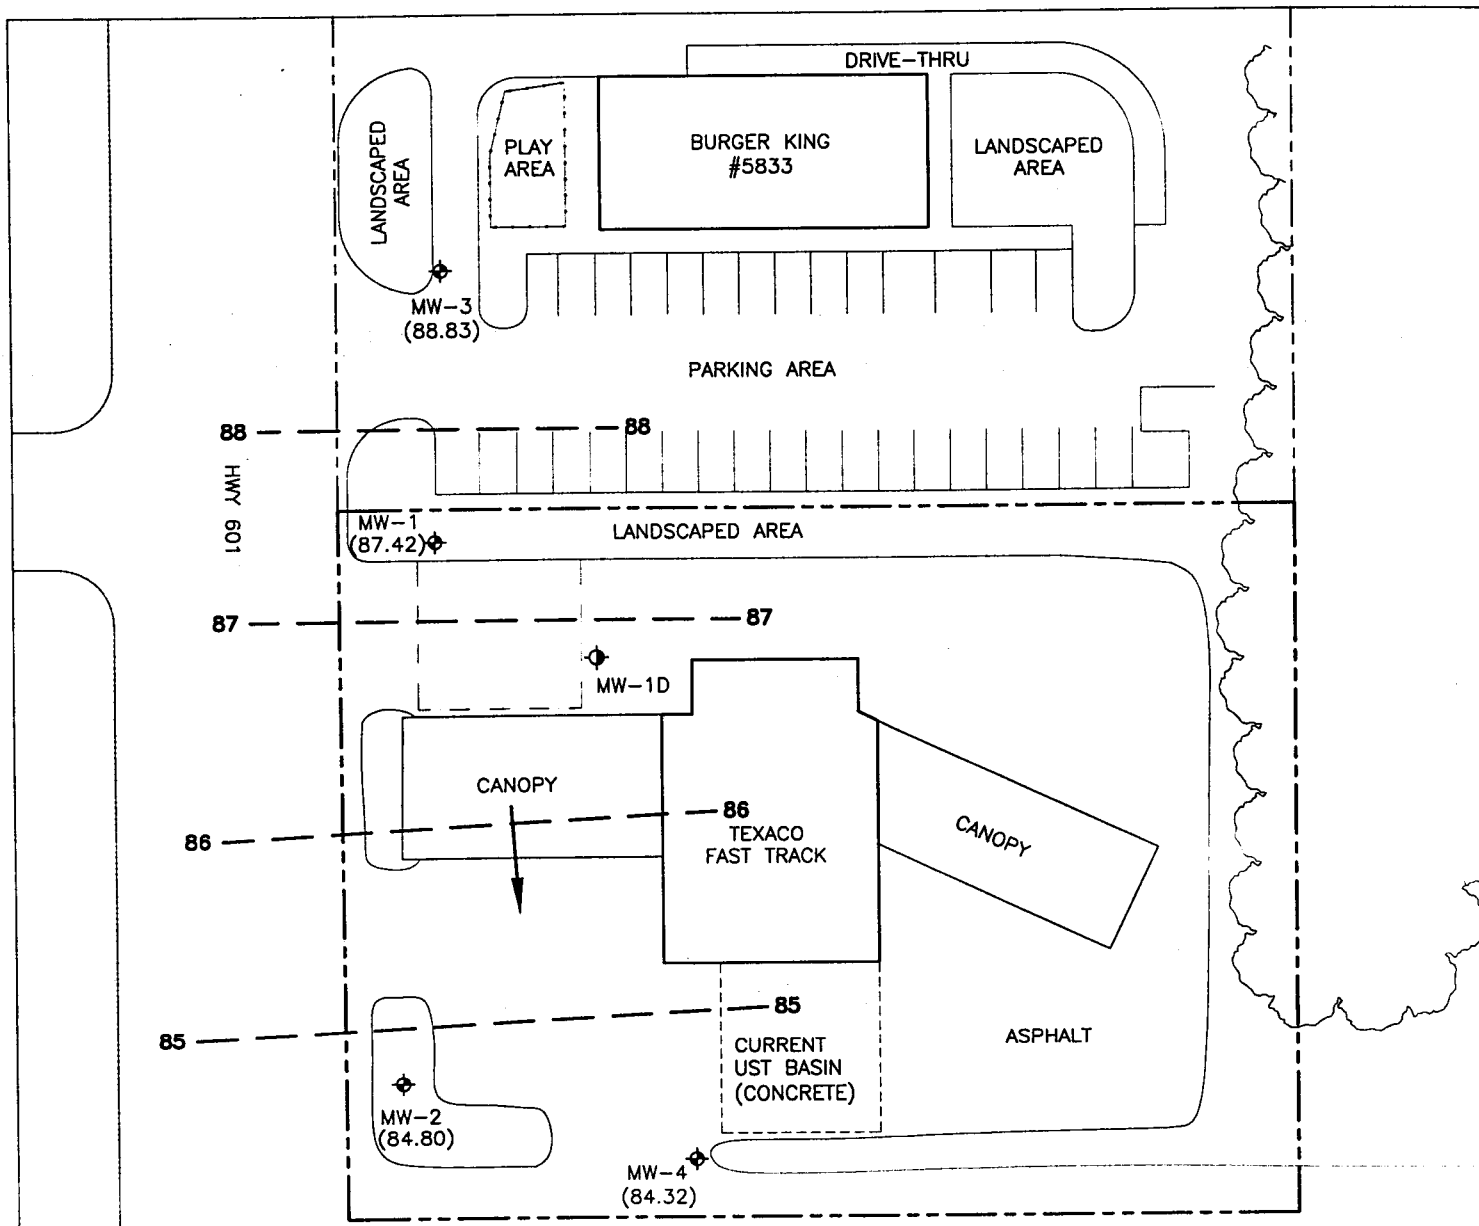 DRIVE-THRU
LANDSCAPED
AREA
PLAY
AREA
BURGER KING
#5833
LANDSCAPED
AREA
MW-3
(88.83)
PARKING AREA
88
88
HWY 601
MW-1
(87.42)
LANDSCAPED AREA
87
87
MW-1D
CANOPY
86
86
TEXACO
FAST TRACK
CANOPY
85
85
CURRENT
UST BASIN
(CONCRETE)
ASPHALT
MW-2
(84.80)
MW-4
(84.32)